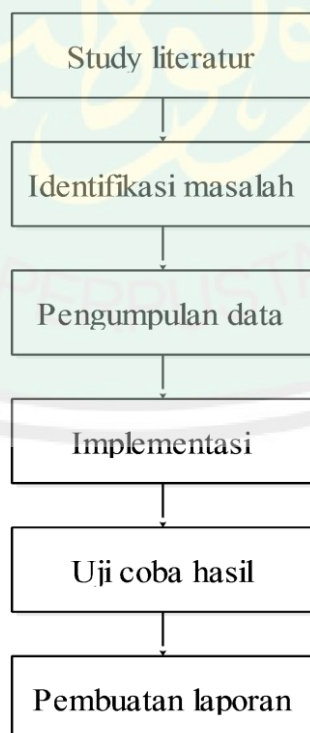 Study literatur
Identifikasi masalah
Pengumpulan data
Implementasi
Uji coba hasil
Pembuatan laporan